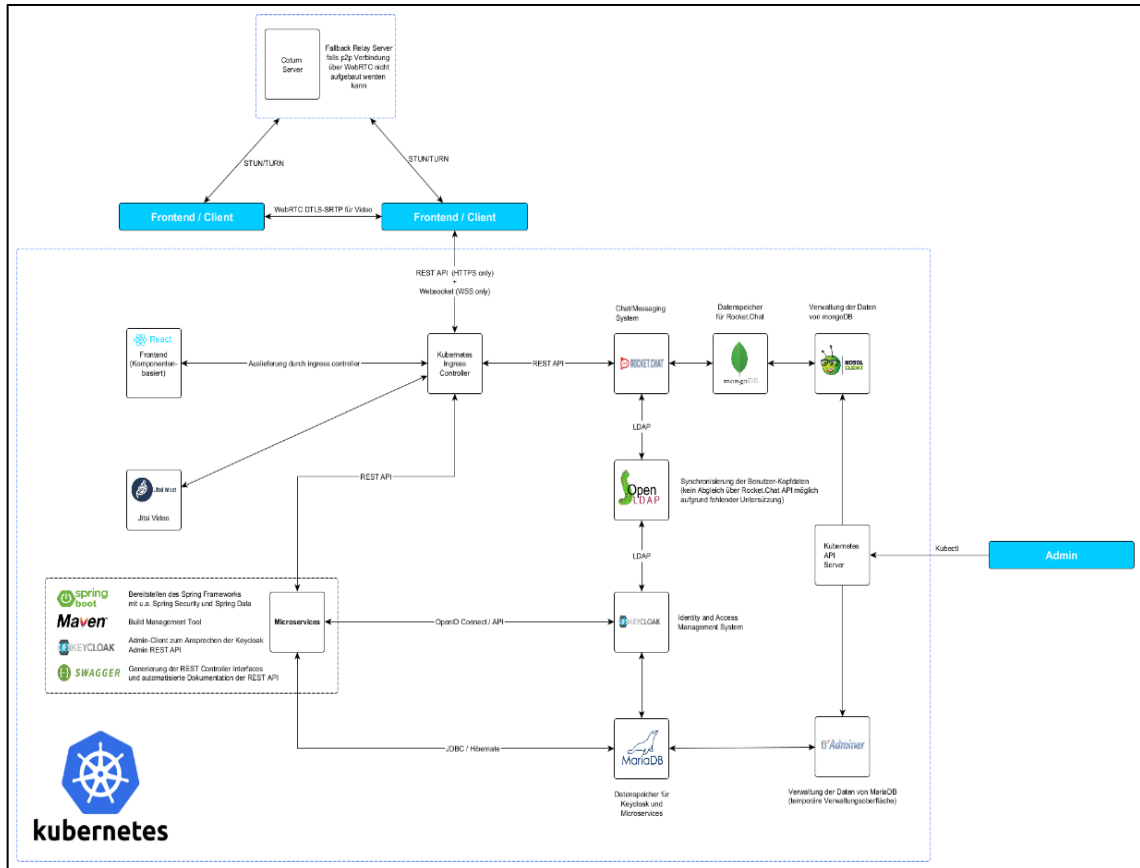 Coturn
Server
Fallback Relay Server
falls p2p Verbindung
über WebRTC nicht
aufgebaut werden
kann
STUN/TURN
STUN/TURN
Frontend / Client
WebRTC DTLS-SRTP für Video
Frontend / Client
REST API (HTTPS only)
+
Websocket (WSS only)
React
Frontend
(Komponenten-
basiert)
Auslieferung durch ingress controller
Kubernetes
Ingress
Controller
REST API
Chat/Messaging
System
ROCKET.CHAT
Datenspeicher
für Rocket.Chat
mongoDB
Verwaltung der Daten
von mongoDB
NOSQL
CLIENT
LDAP
Jitsi Meet
Jitsi Video
REST API
Open
LDAP
Synchronisierung der Benutzer-Kopfdaten
(kein Abgleich über Rocket.Chat API möglich
aufgrund fehlender Untersützung)
LDAP
Kubernetes
API
Server
Kubectl
Admin
spring
boot
Bereitstellen des Spring Frameworks
mit u.a. Spring Security und Spring Data
Maven
Build Management Tool
KEYCLOAK
Admin-Client zum Ansprechen der Keycloak
Admin REST API
SWAGGER
Generierung der REST Controller Interfaces
und automatisierte Dokumentation der REST API
Microservices
OpenID Connect / API
KEYCLOAK
Identity and Access
Management System
JDBC / Hibernate
MariaDB
Datenspeicher für
Keycloak und
Microservices
Adminer
Verwaltung der Daten von MariaDB
(temporäre Verwaltungsoberfläche)
kubernetes